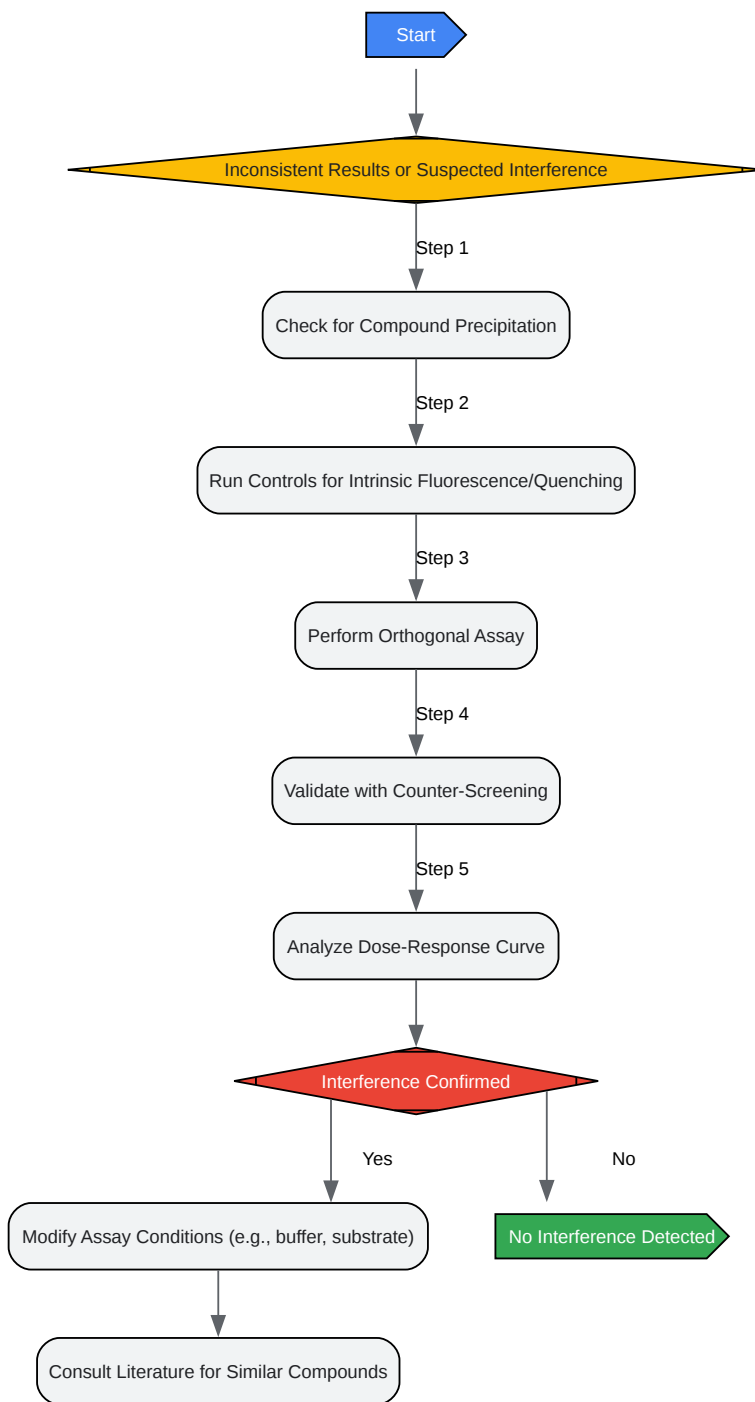 Start
Inconsistent Results or Suspected Interference
Step 1
Check for Compound Precipitation
Step 2
Run Controls for Intrinsic Fluorescence/Quenching
Step 3
Perform Orthogonal Assay
Step 4
Validate with Counter-Screening
Step 5
Analyze Dose-Response Curve
Interference Confirmed
Yes
No
Modify Assay Conditions (e.g., buffer, substrate)
No Interference Detected
Consult Literature for Similar Compounds